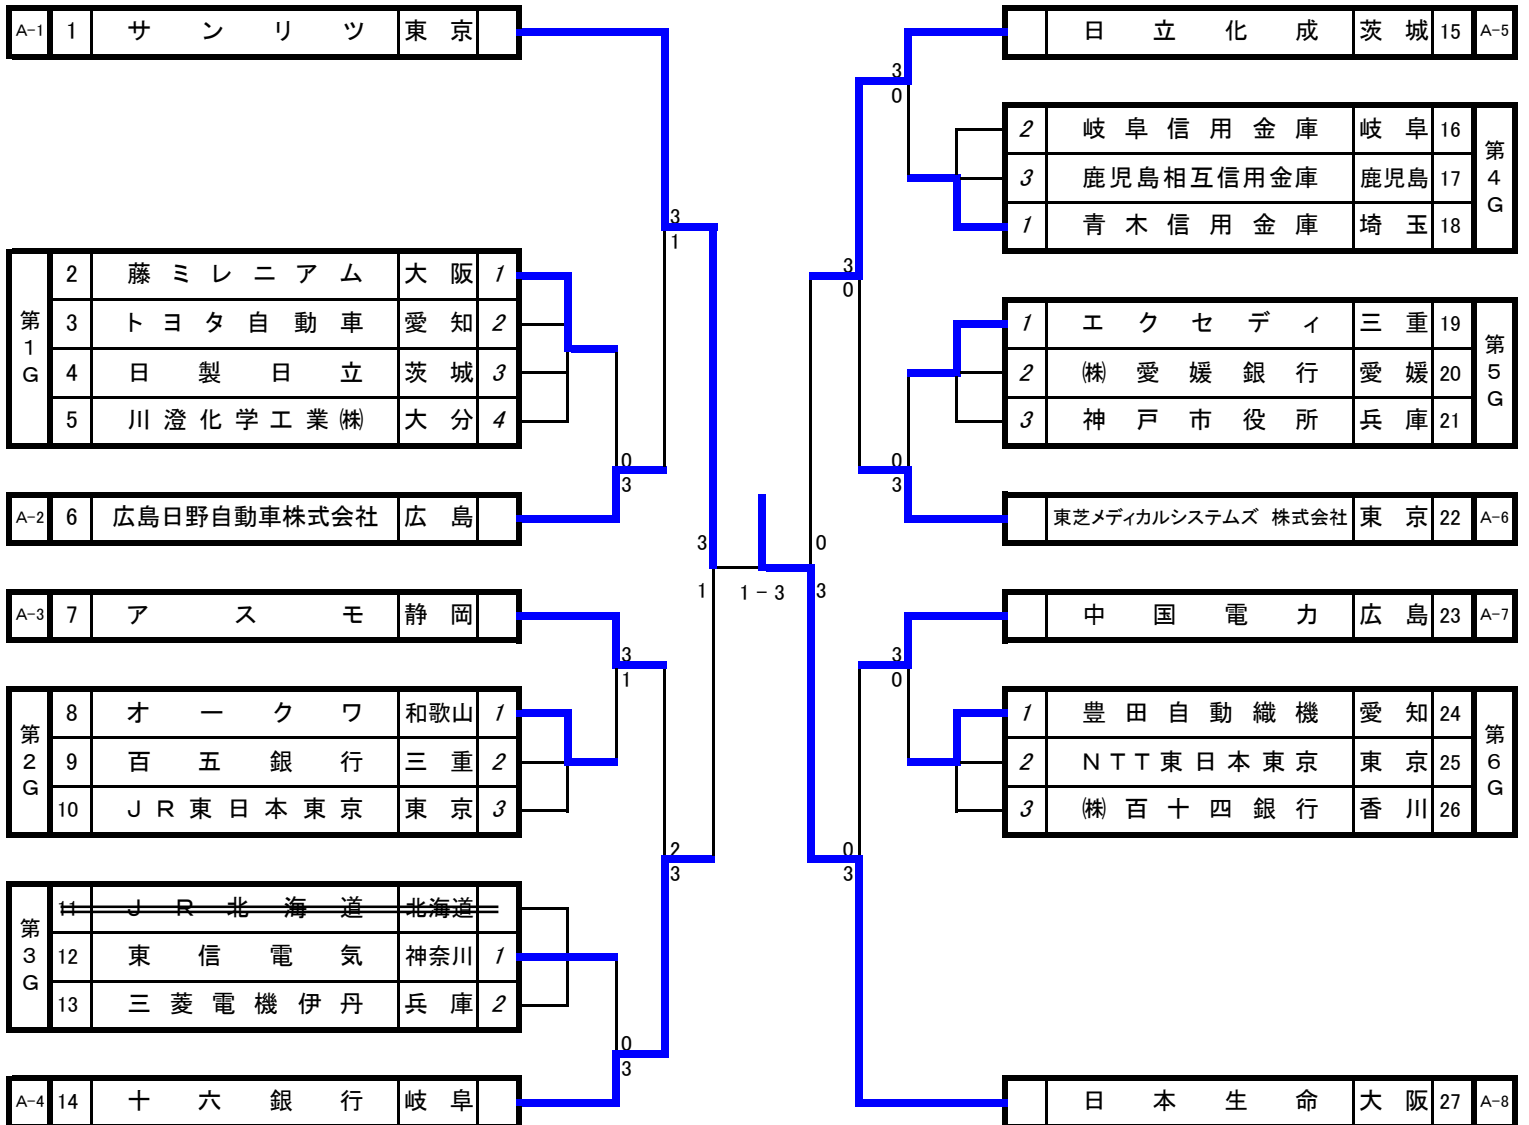 A-1 1 サンリツ 東京
3
1
第1G
2 藤ミレニアム 大阪 1
3 トヨタ自動車 愛知 2
4 日製日立 茨城 3
5 川澄化学工業㈱ 大分 4
0
3
A-2 6 広島日野自動車株式会社 広島
3
1
A-3 7 アスモ 静岡
3
1
第2G
8 オークワ 和歌山 1
9 百五銀行 三重 2
10 JR東日本東京 東京 3
2
3
第3G
11 JR北海道 北海道
12 東信電気 神奈川 1
13 三菱電機伊丹 兵庫 2
0
3
A-4 14 十六銀行 岐阜
1-3
日立化成 茨城 15 A-5
3
0
2 岐阜信用金庫 岐阜 16
3 鹿児島相互信用金庫 鹿児島 17
1 青木信用金庫 埼玉 18
第4G
3
0
1 エクセディ 三重 19
2 ㈱愛媛銀行 愛媛 20
3 神戸市役所 兵庫 21
第5G
0
3
東芝メディカルシステムズ 株式会社 東京 22 A-6
0
3
中国電力 広島 23 A-7
3
0
1 豊田自動織機 愛知 24
2 NTT東日本東京 東京 25
3 ㈱百十四銀行 香川 26
第6G
0
3
日本生命 大阪 27 A-8